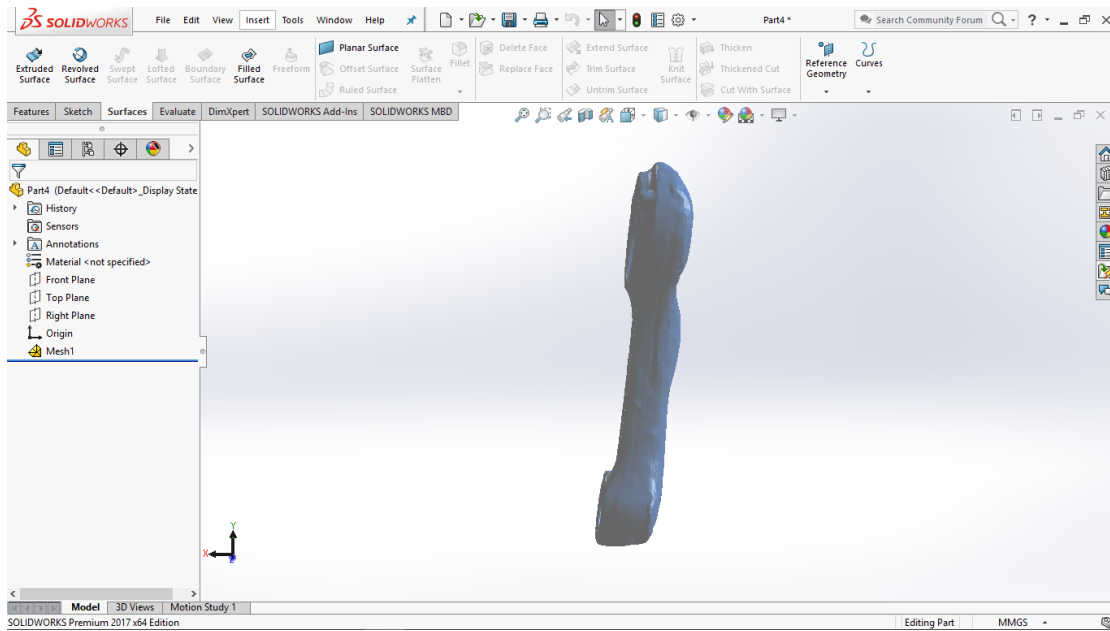 SOLIDWORKS File Edit View Insert Tools Window Help Part4 * Search Community Forum ?
Extruded Surface
Revolved Surface
Swept Surface
Lofted Surface
Boundary Surface
Filled Surface
Freeform
Planar Surface
Offset Surface
Ruled Surface
Surface Flatten
Fillet
Delete Face
Replace Face
Extend Surface
Trim Surface
Untrim Surface
Knit Surface
Thicken
Thickened Cut
Cut With Surface
Reference Geometry
Curves
Features Sketch Surfaces Evaluate DimXpert SOLIDWORKS Add-Ins SOLIDWORKS MBD
Part4 (Default<<Default>_Display State
History
Sensors
A Annotations
Material <not specified>
Front Plane
Top Plane
Right Plane
Origin
Mesh1
Y
X
Z
Model 3D Views Motion Study 1
SOLIDWORKS Premium 2017 x64 Edition Editing Part MMGS